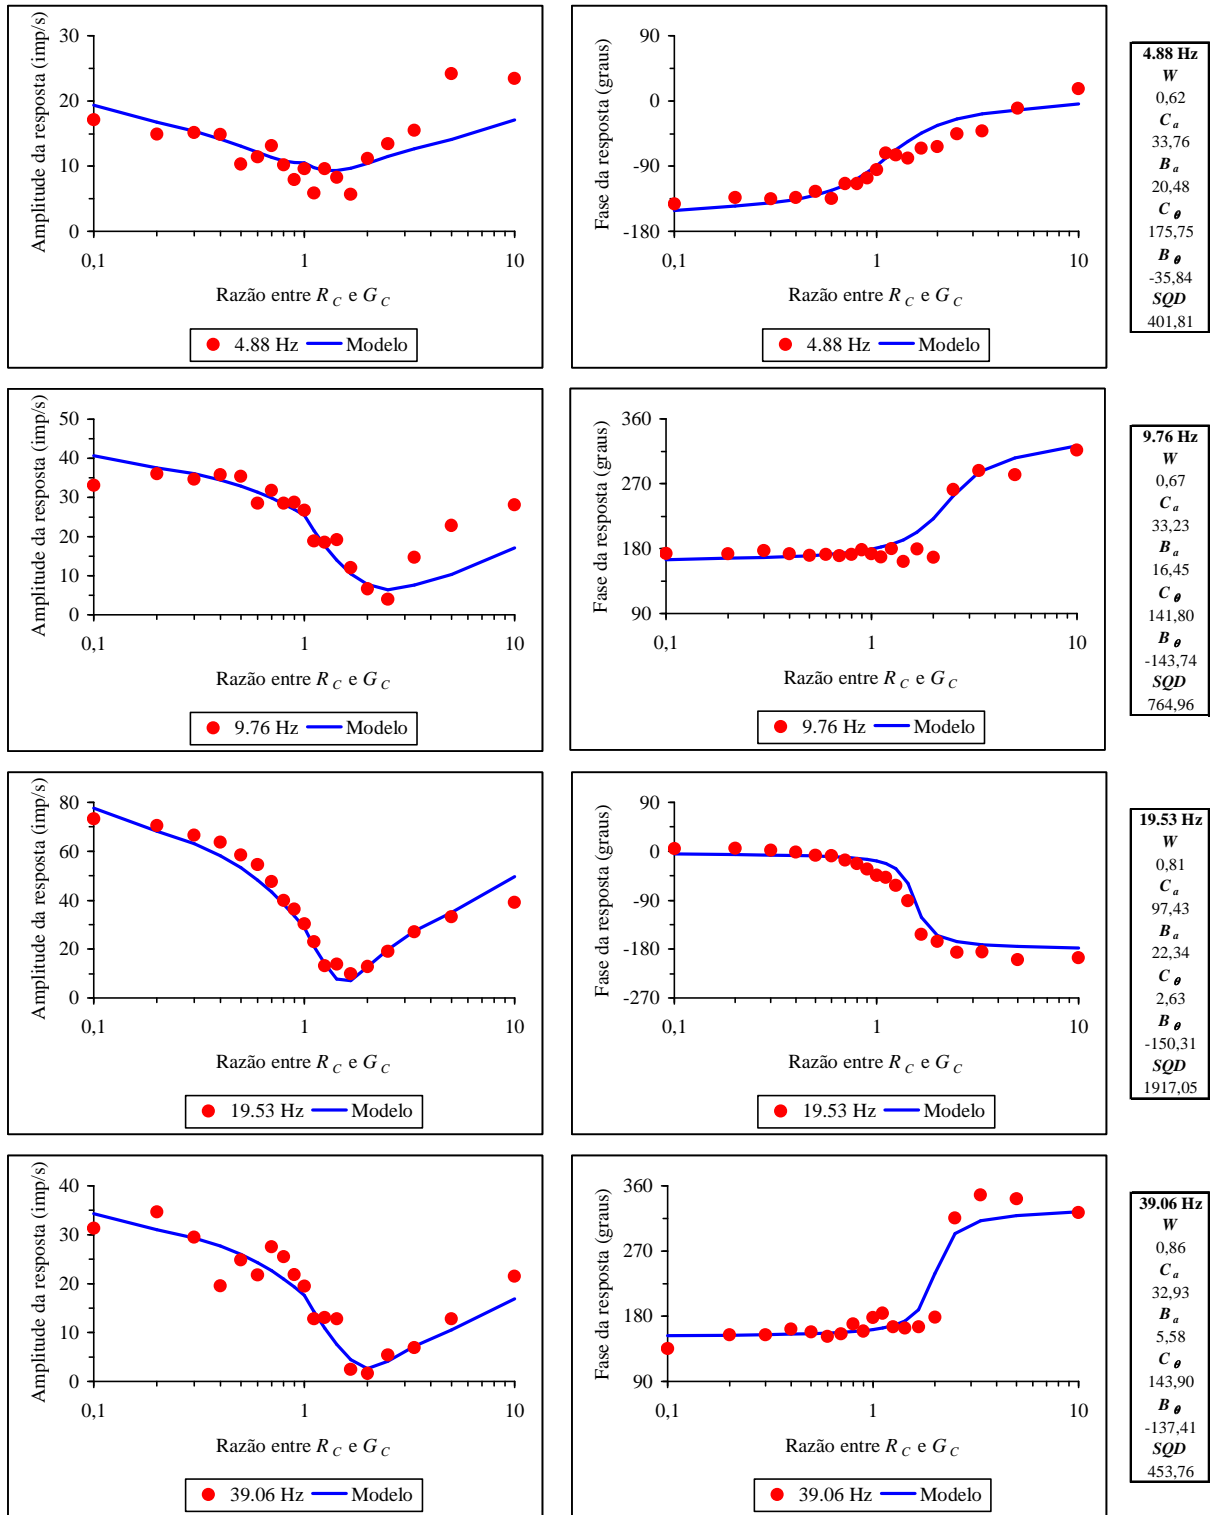 Amplitude da resposta (imp/s)
30
20
10
0
0,1
1
10
Razão entre R C e G C
4.88 Hz
Modelo
Fase da resposta (graus)
90
0
-90
-180
0,1
1
10
Razão entre R C e G C
4.88 Hz
Modelo
4.88 Hz
W
0,62
C a
33,76
B a
20,48
C θ
175,75
B θ
-35,84
SQD
401,81
Amplitude da resposta (imp/s)
50
40
30
20
10
0
0,1
1
10
Razão entre R C e G C
9.76 Hz
Modelo
Fase da resposta (graus)
360
270
180
90
0,1
1
10
Razão entre R C e G C
9.76 Hz
Modelo
9.76 Hz
W
0,67
C a
33,23
B a
16,45
C θ
141,80
B θ
-143,74
SQD
764,96
Amplitude da resposta (imp/s)
80
60
40
20
0
0,1
1
10
Razão entre R C e G C
19.53 Hz
Modelo
Fase da resposta (graus)
90
0
-90
-180
-270
0,1
1
10
Razão entre R C e G C
19.53 Hz
Modelo
19.53 Hz
W
0,81
C a
97,43
B a
22,34
C θ
2,63
B θ
-150,31
SQD
1917,05
Amplitude da resposta (imp/s)
40
30
20
10
0
0,1
1
10
Razão entre R C e G C
39.06 Hz
Modelo
Fase da resposta (graus)
360
270
180
90
0,1
1
10
Razão entre R C e G C
39.06 Hz
Modelo
39.06 Hz
W
0,86
C a
32,93
B a
5,58
C θ
143,90
B θ
-137,41
SQD
453,76